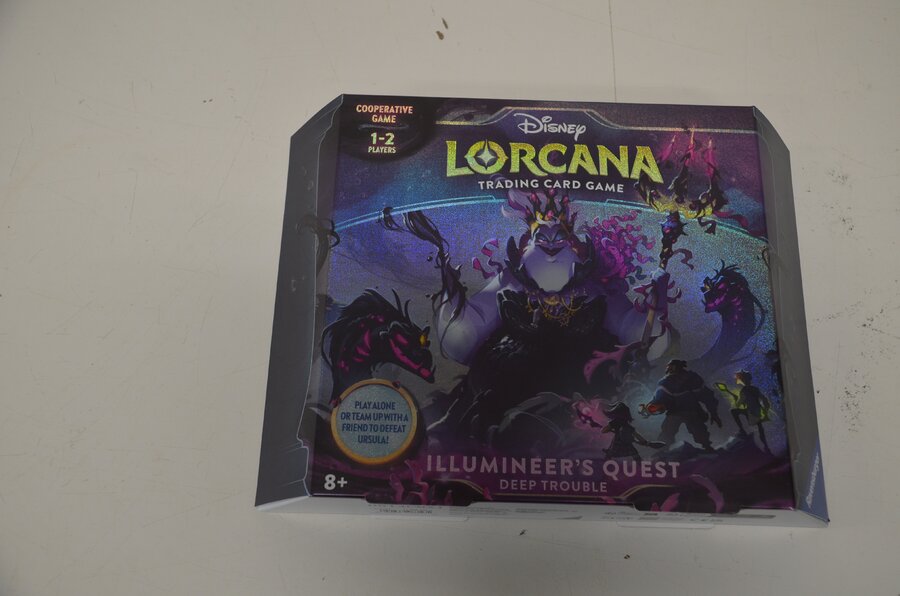 COOPERATIVE
GAME
1-2
PLAYERS
Disney
LORCANA
TRADING CARD GAME
PLAY ALONE
OR TEAM UP WITH A
FRIEND TO DEFEAT
URSULA!
ILLUMINEER'S QUEST
DEEP TROUBLE
8+
Ravensburger